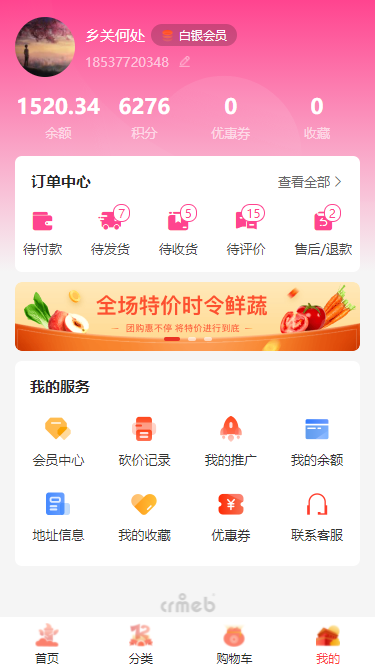 乡关何处 白银会员
18537720348
1520.34 6276 0 0
余额 积分 优惠券 收藏
订单中心 查看全部
7 5 15 2
待付款 待发货 待收货 待评价 售后/退款
全场特价时令鲜蔬
团购惠不停 将特价进行到底
我的服务
会员中心 砍价记录 我的推广 我的余额
地址信息 我的收藏 优惠券 联系客服
crmeb
首页 分类 购物车 我的